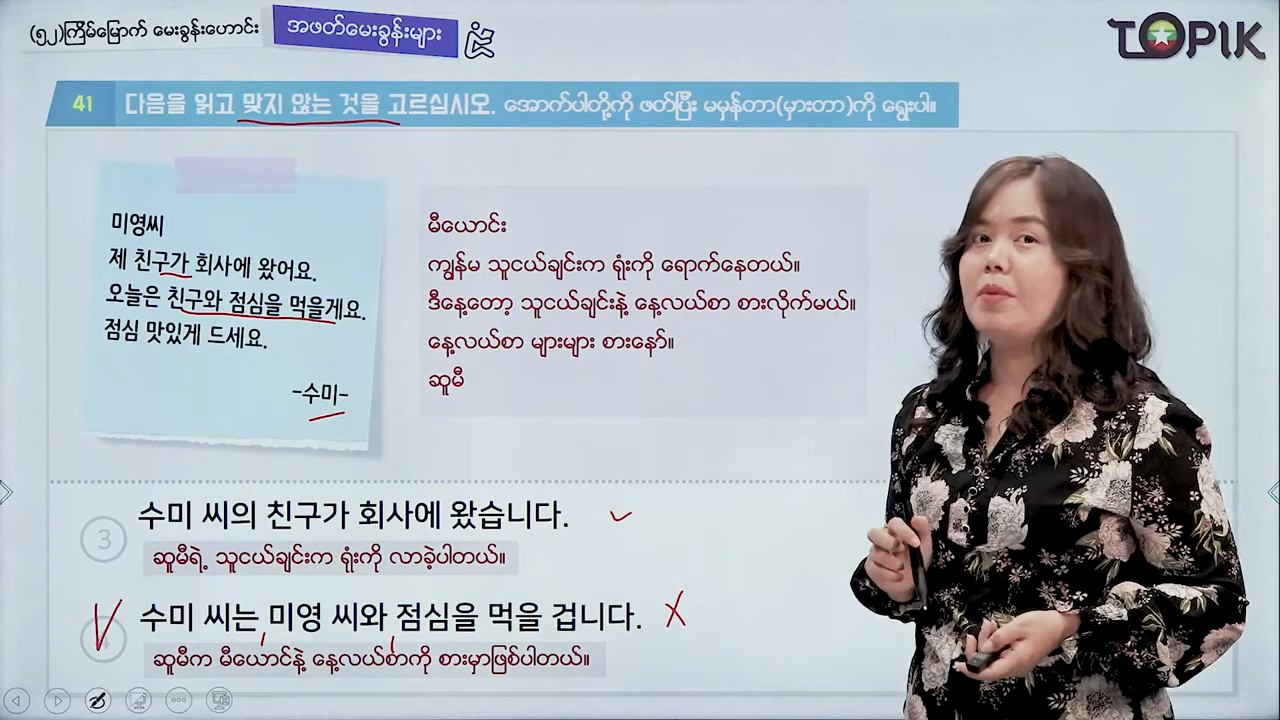 (၅၂)ကြိမ်မြောက် မေးခွန်းဟောင်း
အဖတ်မေးခွန်းများ
TOPIK
41 다음을 읽고 맞지 않는 것을 고르십시오. အောက်ပါတို့ကို ဖတ်ပြီး မမှန်တာ(မှားတာ)ကို ရွေးပါ။
미영씨
제 친구가 회사에 왔어요.
오늘은 친구와 점심을 먹을게요.
점심 맛있게 드세요.
-수미-
မီယောင်း
ကျွန်မ သူငယ်ချင်းက ရုံးကို ရောက်နေတယ်။
ဒီနေ့တော့ သူငယ်ချင်းနဲ့ နေ့လယ်စာ စားလိုက်မယ်။
နေ့လယ်စာ များများ စားနော်။
ဆူမီ
3 수미 씨의 친구가 회사에 왔습니다.
ဆူမီရဲ့ သူငယ်ချင်းက ရုံးကို လာခဲ့ပါတယ်။
4 수미 씨는 미영 씨와 점심을 먹을 겁니다.
ဆူမီက မီယောင်နဲ့ နေ့လယ်စာကို စားမှာဖြစ်ပါတယ်။